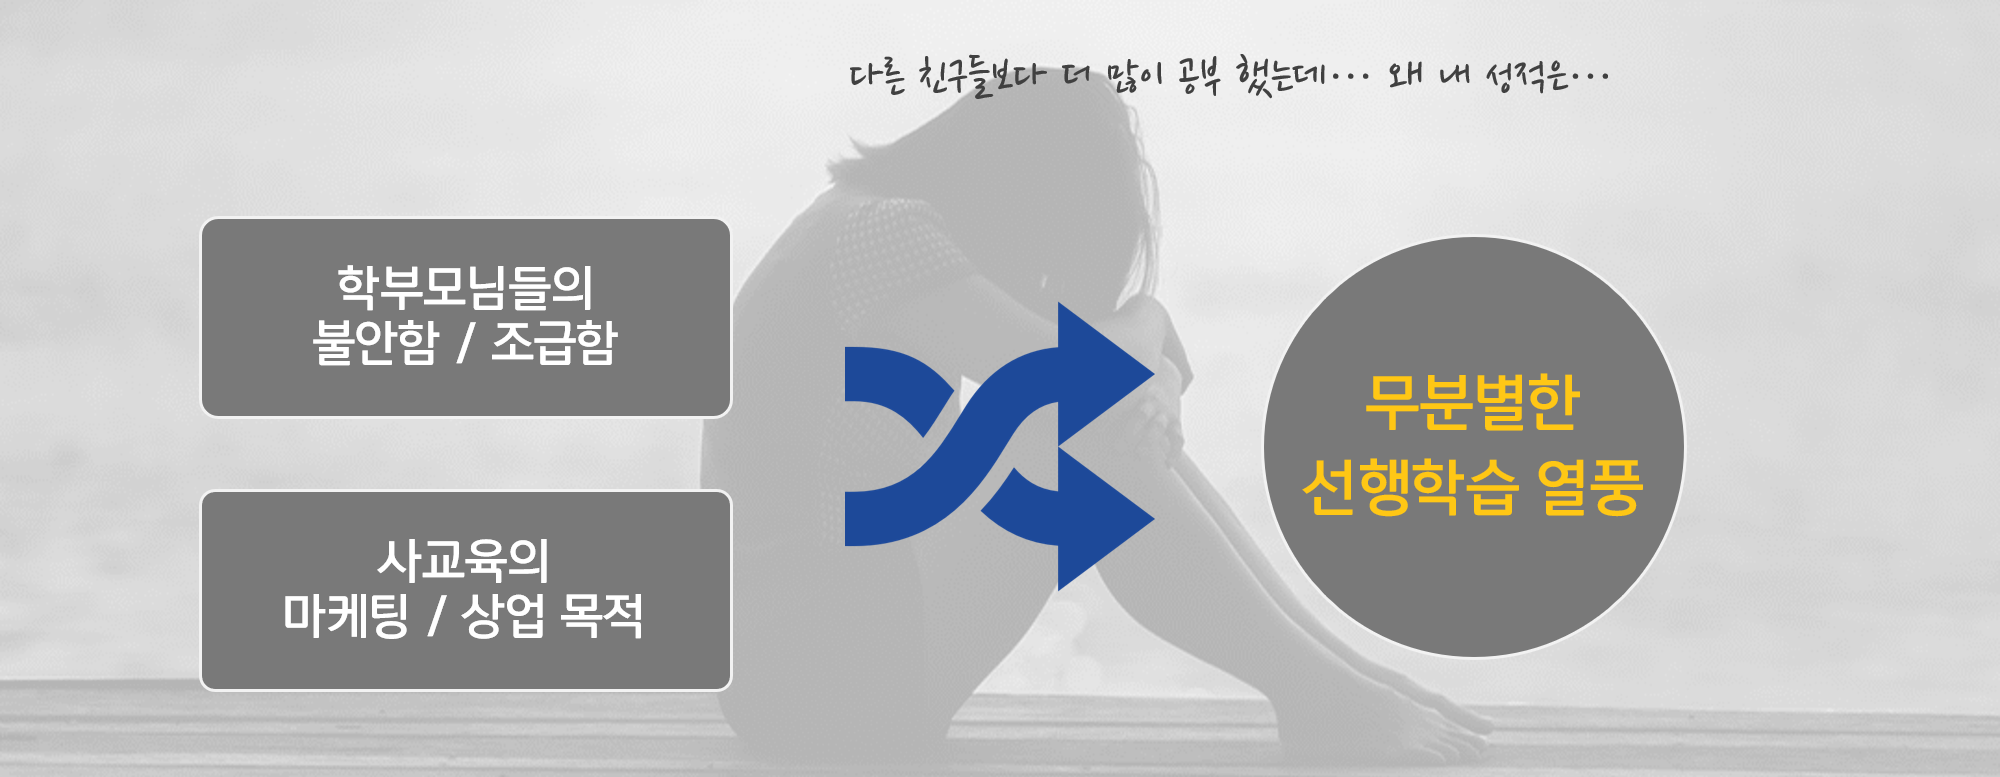 다른 친구들보다 더 많이 공부 했는데... 왜 내 성적은...
학부모님들의
불안함 / 조급함
사교육의
마케팅 / 상업 목적
무분별한
선행학습 열풍